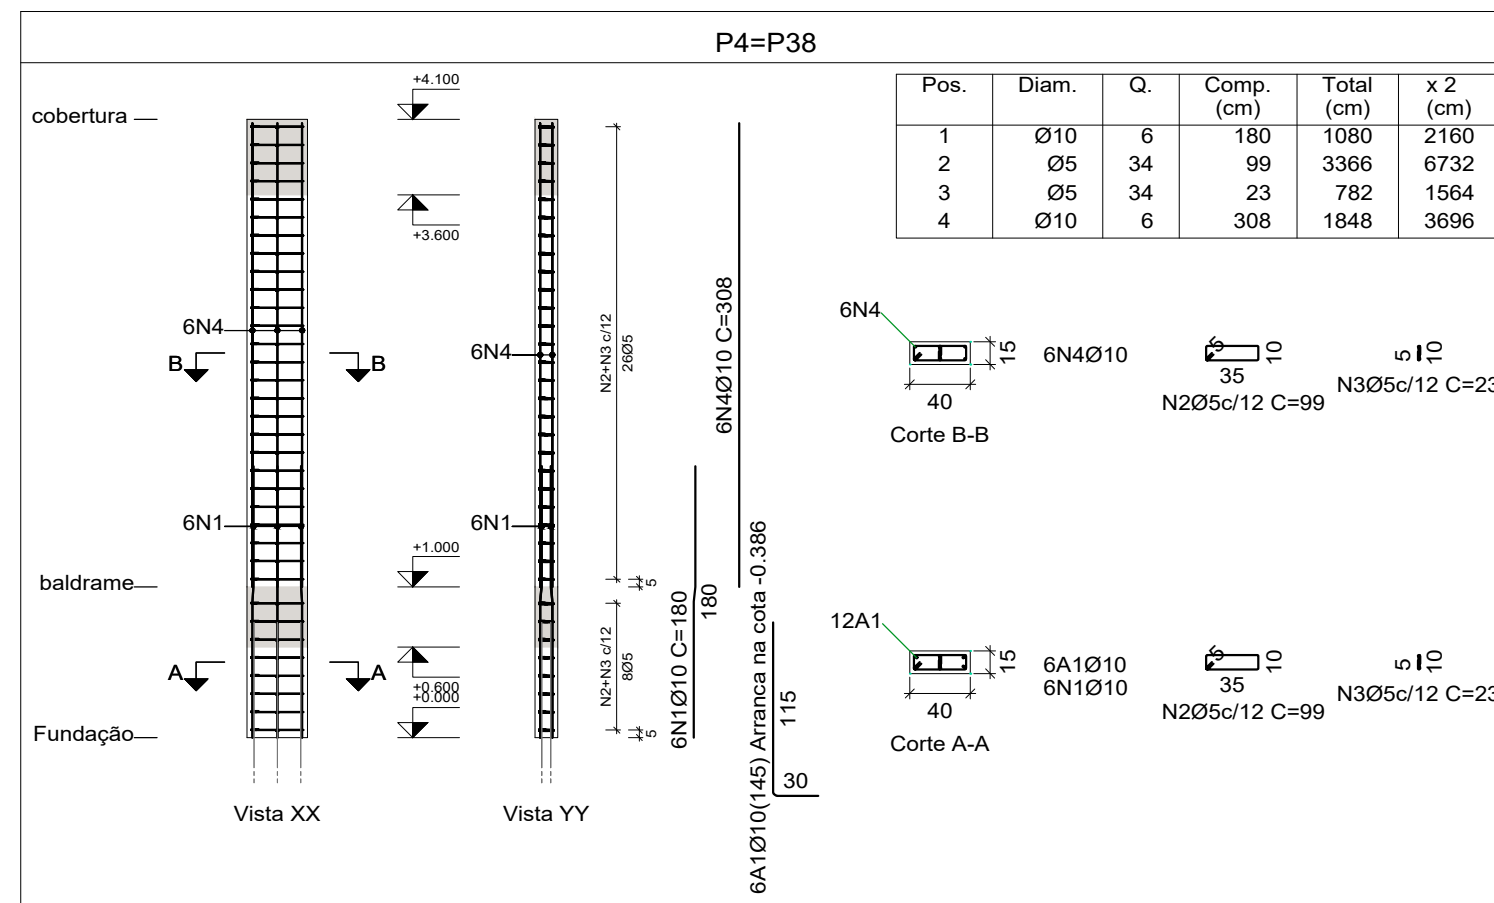 P4=P38
Pos. Diam. Q. Comp. (cm) Total (cm) x 2 (cm)
1 Ø10 6 180 1080 2160
2 Ø5 34 99 3366 6732
3 Ø5 34 23 782 1564
4 Ø10 6 308 1848 3696
cobertura
6N4
B B
6N1
baldrame
A A
Fundação
Vista XX
+4.100
+3.600
+1.000
+0.600
+0.000
6N4
6N1
Vista YY
N2+N3 c/12
26Ø5
5
N2+N3 c/12
8Ø5
5
6N1Ø10 C=180
180
6N4Ø10 C=308
6A1Ø10(145) Arranca na cota -0.386
115
30
6N4
15
40
Corte B-B
6N4Ø10
5
10
35
N2Ø5c/12 C=99
5
10
N3Ø5c/12 C=23
12A1
15
40
Corte A-A
6A1Ø10
6N1Ø10
5
10
35
N2Ø5c/12 C=99
5
10
N3Ø5c/12 C=23